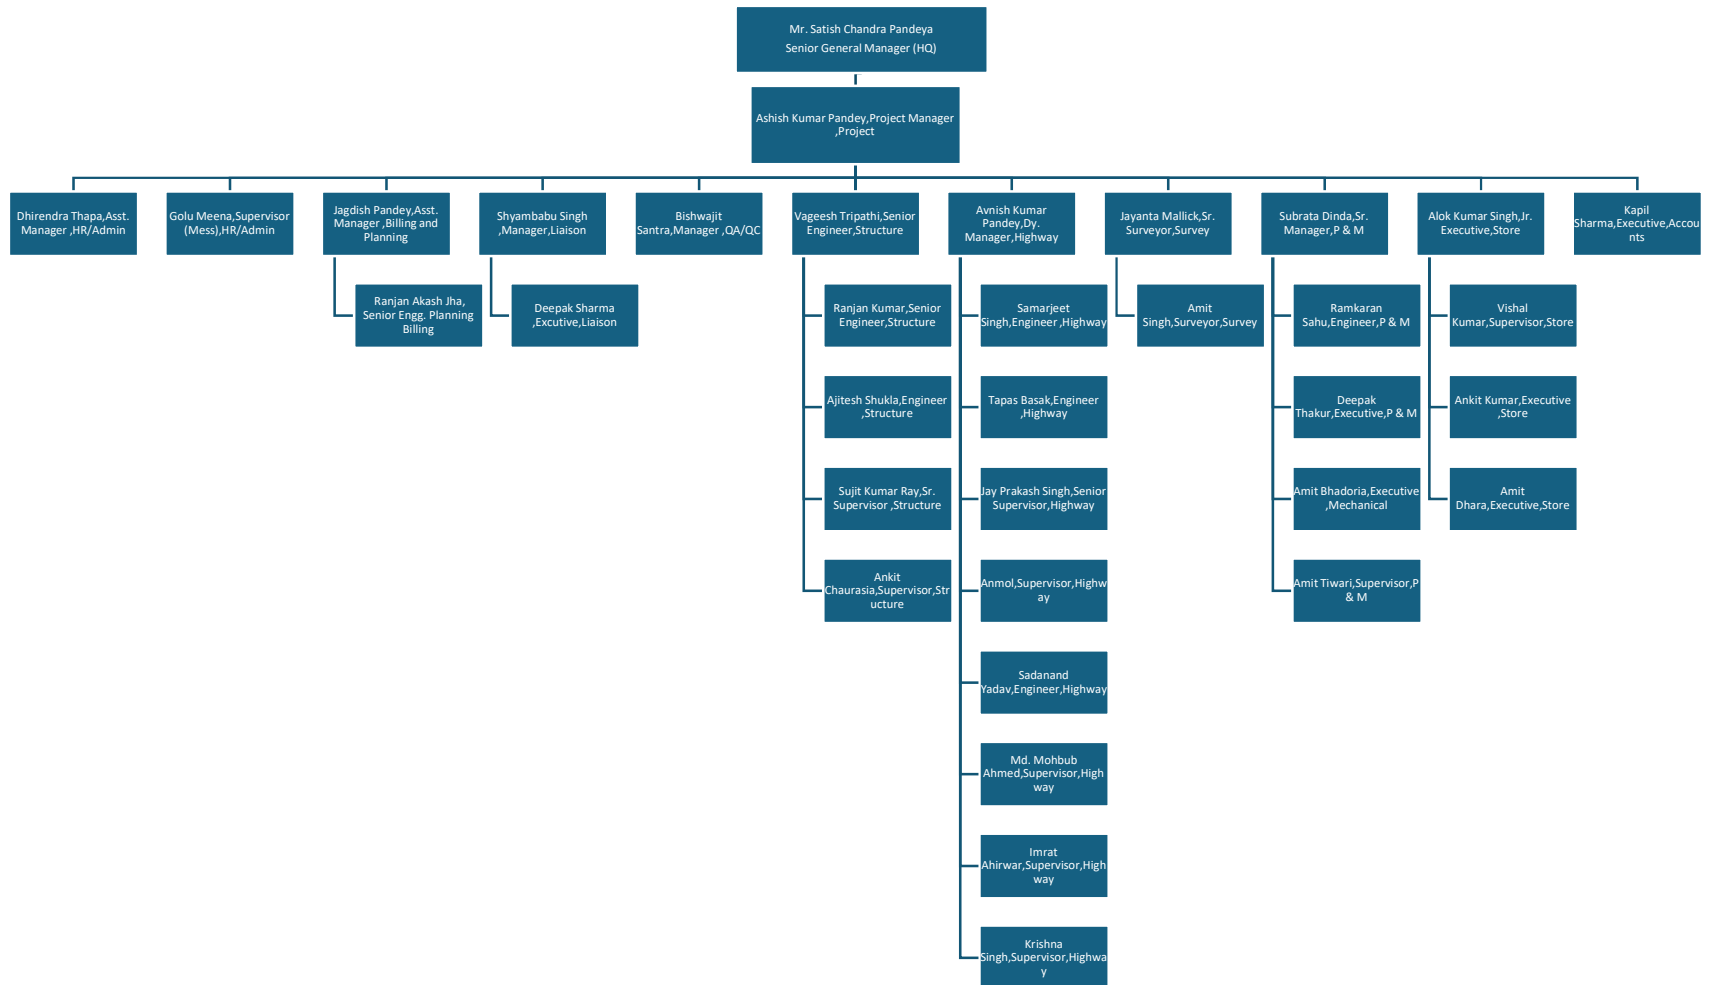 Mr. Satish Chandra Pandeya
Senior General Manager (HQ)
Ashish Kumar Pandey,Project Manager
,Project
Dhirendra Thapa,Asst.
Manager ,HR/Admin
Golu Meena,Supervisor
(Mess),HR/Admin
Jagdish Pandey,Asst.
Manager ,Billing and
Planning
Shyambabu Singh
,Manager,Liaison
Bishwajit
Santra,Manager ,QA/QC
Vageesh Tripathi,Senior
Engineer,Structure
Avnish Kumar
Pandey,Dy.
Manager,Highway
Jayanta Mallick,Sr.
Surveyor,Survey
Subrata Dinda,Sr.
Manager,P & M
Alok Kumar Singh,Jr.
Executive,Store
Kapil
Sharma,Executive,Accou
nts
Ranjan Akash Jha,
Senior Engg. Planning
Billing
Deepak Sharma
,Excutive,Liaison
Ranjan Kumar,Senior
Engineer,Structure
Samarjeet
Singh,Engineer,Highway
Amit
Singh,Surveyor,Survey
Ramkaran
Sahu,Engineer,P & M
Vishal
Kumar,Supervisor,Store
Ajitesh Shukla,Engineer
,Structure
Tapas Basak,Engineer
,Highway
Deepak
Thakur,Executive,P & M
Ankit Kumar,Executive
,Store
Sujit Kumar Ray,Sr.
Supervisor ,Structure
Jay Prakash Singh,Senior
Supervisor,Highway
Amit Bhadoria,Executive
,Mechanical
Amit
Dhara,Executive,Store
Ankit
Chaurasia,Supervisor,Str
ucture
Anmol,Supervisor,Highw
ay
Amit Tiwari,Supervisor,P
& M
Sadanand
Yadav,Engineer,Highway
Md. Mohbub
Ahmed,Supervisor,High
way
Imrat
Ahirwar,Supervisor,High
way
Krishna
Singh,Supervisor,Highwa
y